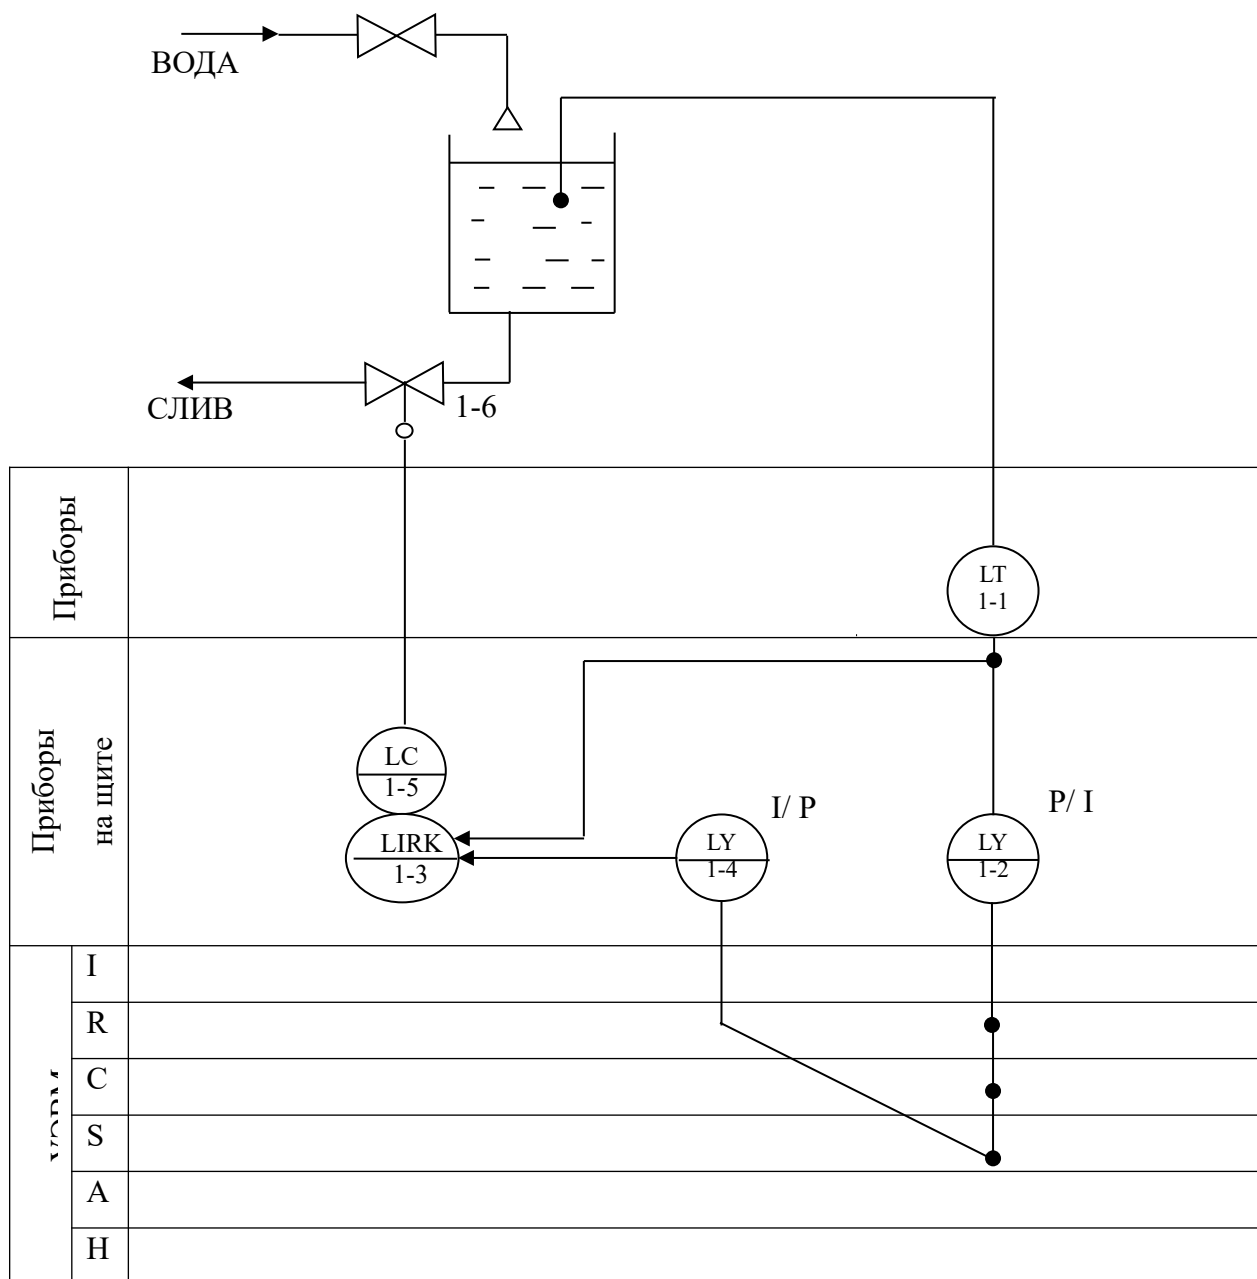 ВОДА
СЛИВ
1-6
Приборы
LT
1-1
Приборы
на щите
LC
1-5
LIRK
1-3
I/ P
LY
1-4
P/ I
LY
1-2
I
R
C
S
A
H